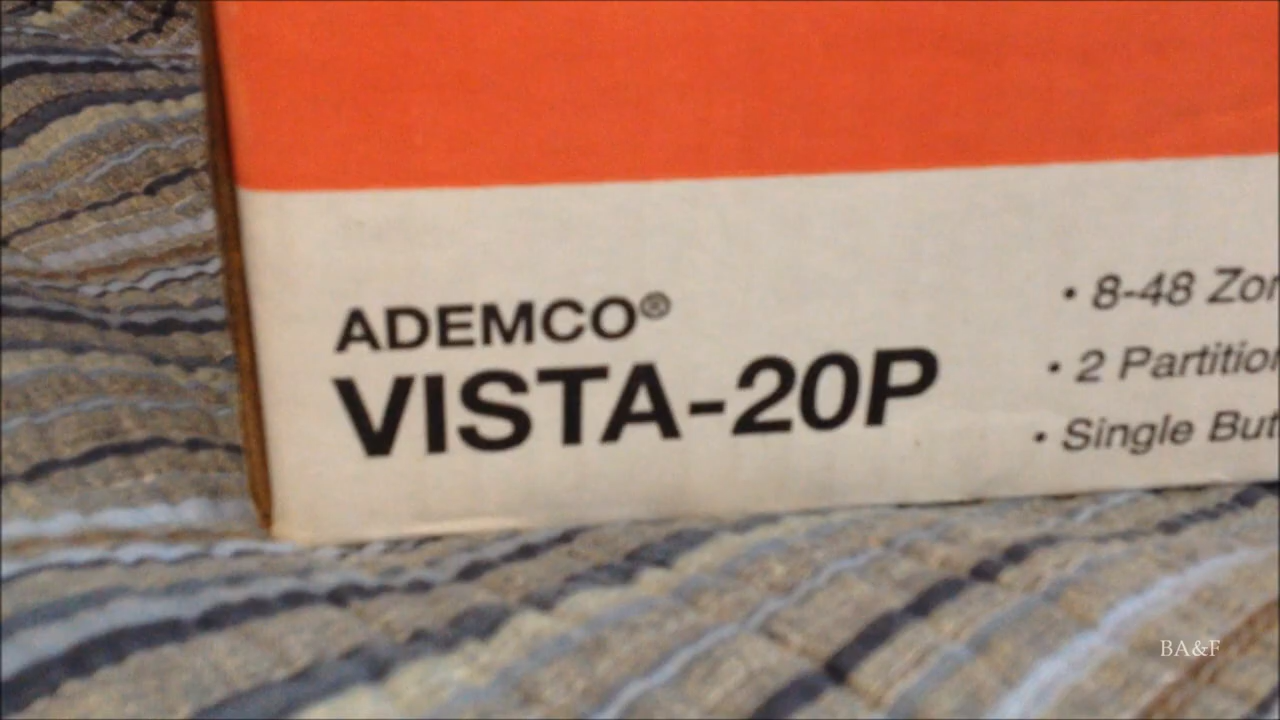 ADEMCO®
VISTA-20P
• 8-48 Zon
• 2 Partition
• Single But
BA&F